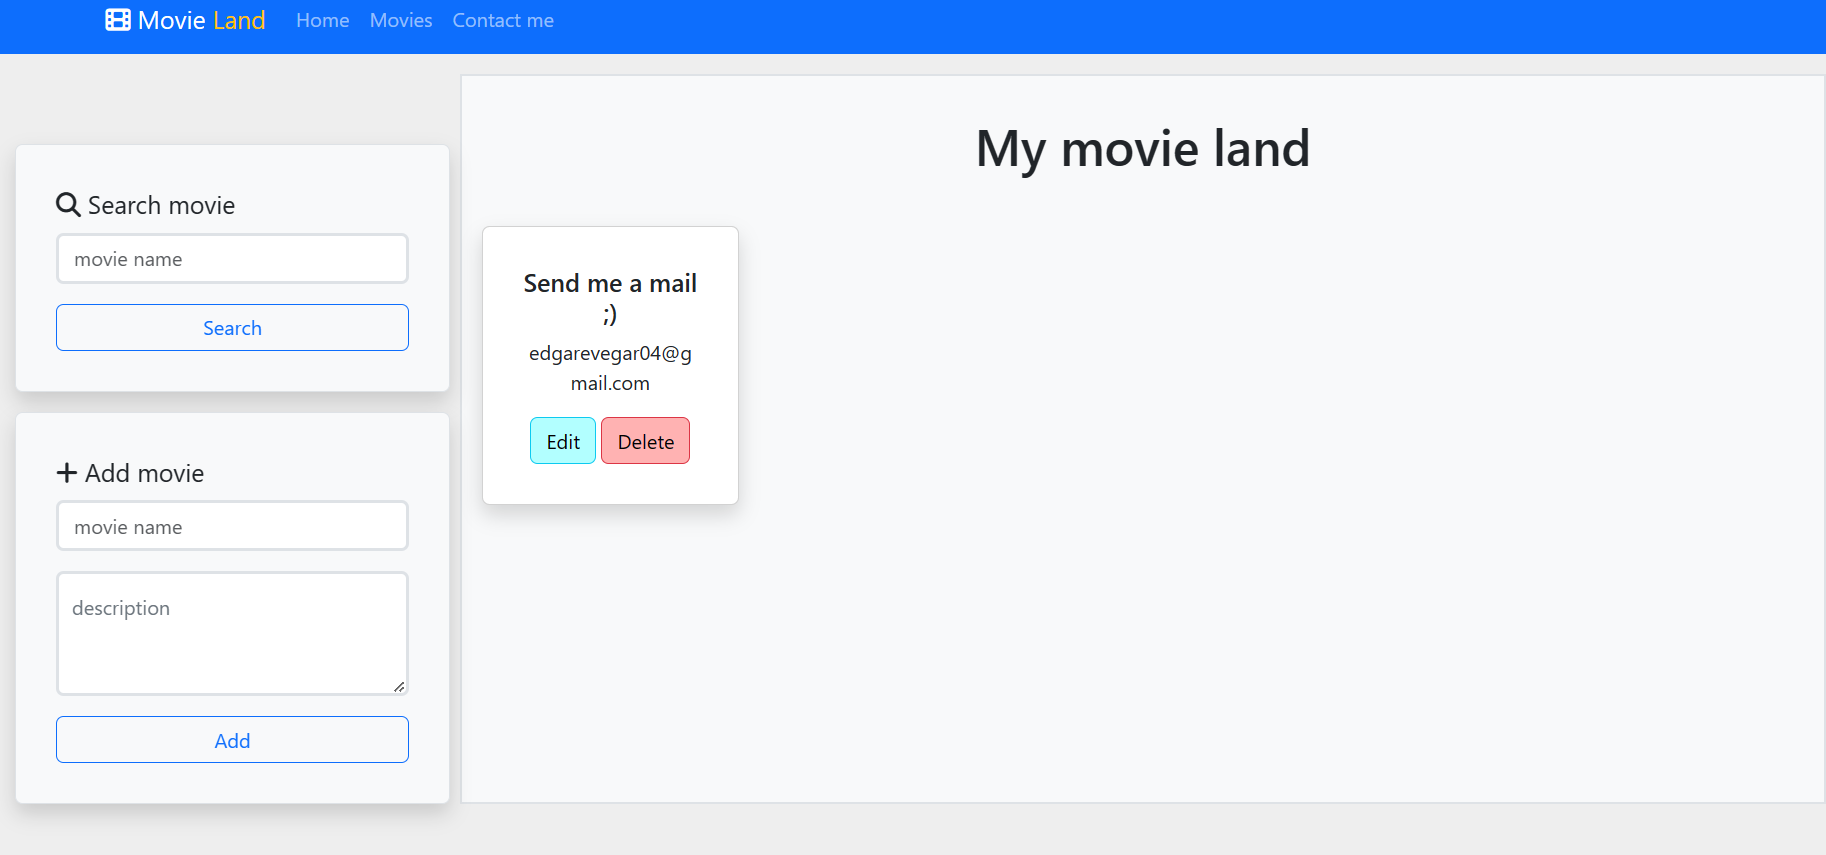 Movie Land Home Movies Contact me
Search movie
movie name
Search
Add movie
movie name
description
Add
My movie land
Send me a mail
;)
edgarevegar04@g
mail.com
Edit Delete